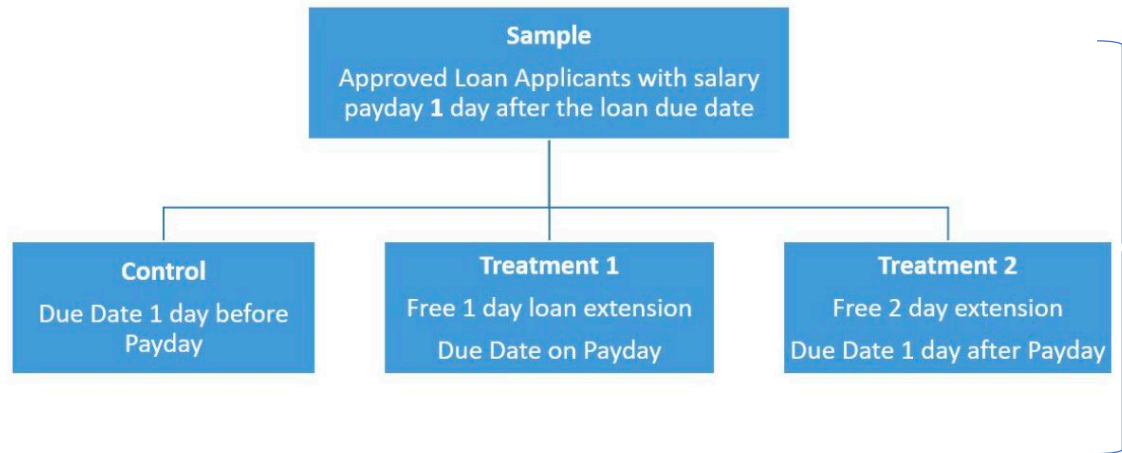 Sample
Approved Loan Applicants with salary
payday 1 day after the loan due date
Control
Due Date 1 day before
Payday
Treatment 1
Free 1 day loan extension
Due Date on Payday
Treatment 2
Free 2 day extension
Due Date 1 day after Payday